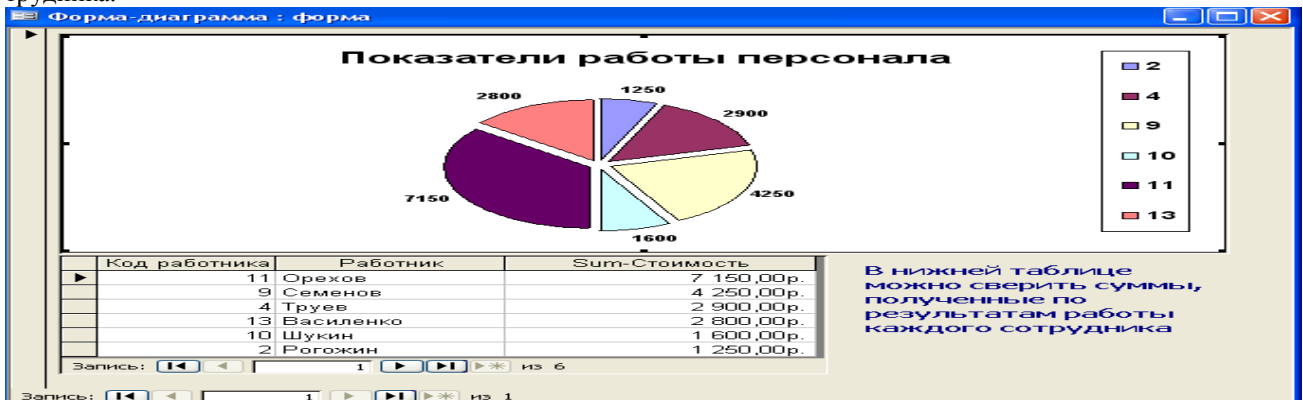 трудника.
Форма-диаграмма : форма
Показатели работы персонала
2
4
9
10
11
13
1250
2900
4250
1600
7150
2800
Код работника Работник Sum-Стоимость
11 Орехов 7 150,00р.
9 Семенов 4 250,00р.
4 Труев 2 900,00р.
13 Василенко 2 800,00р.
10 Шукин 1 600,00р.
2 Рогожин 1 250,00р.
Запись: 1 из 6
В нижней таблице
можно сверить суммы,
полученные по
результатам работы
каждого сотрудника
Запись: 1 из 1